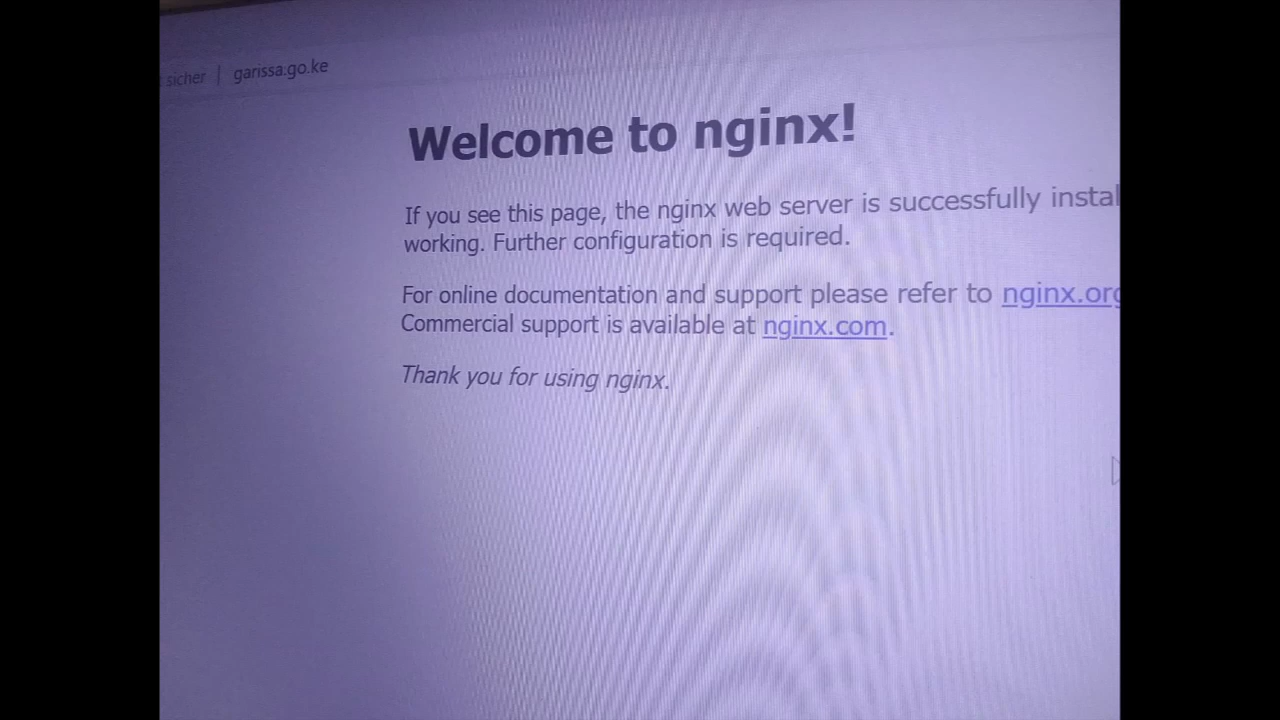 sicher | garissa.go.ke
Welcome to nginx!
If you see this page, the nginx web server is successfully instal
working. Further configuration is required.
For online documentation and support please refer to nginx.org
Commercial support is available at nginx.com.
Thank you for using nginx.